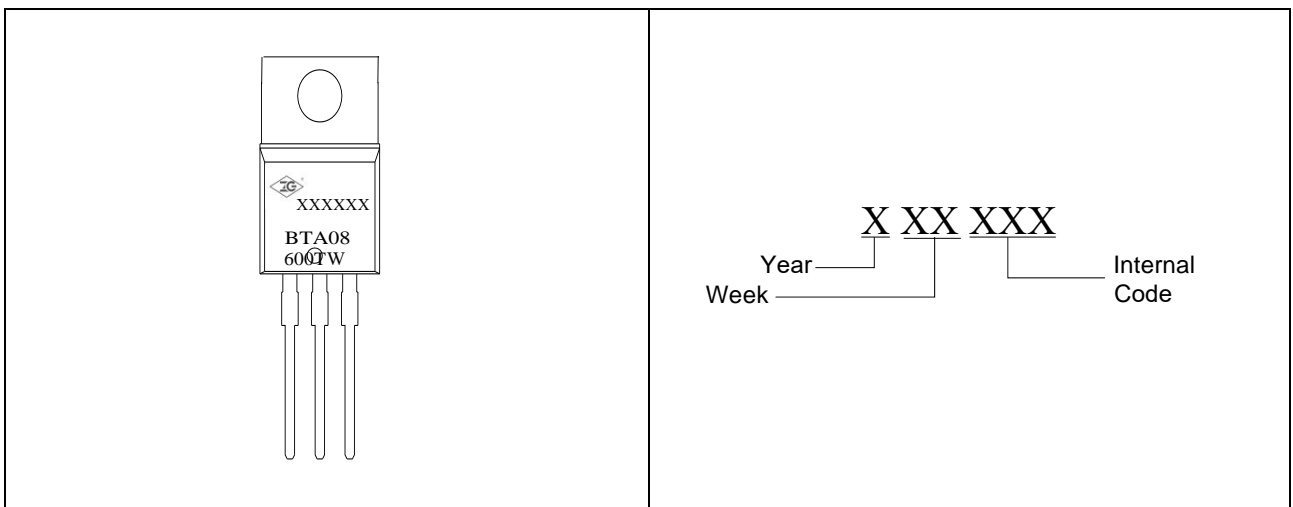 XXXXXX
BTA08
600TW
X XX XXX
Year
Week
Internal
Code